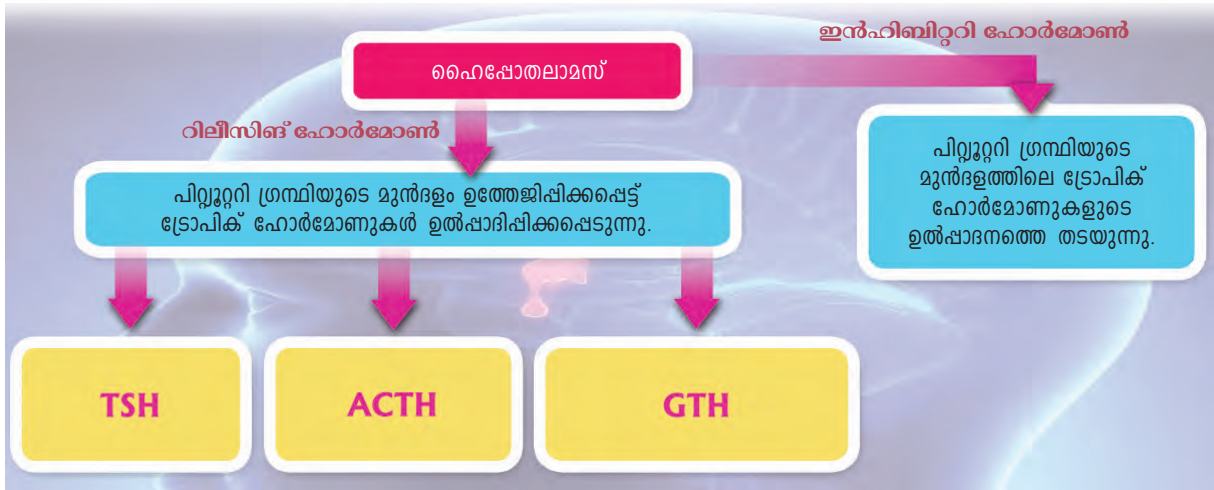 ഇൻഹിബിറ്ററി ഹോർമോൺ
ഹൈപ്പോതലാമസ്
റിലീസിങ് ഹോർമോൺ
പിറ്റ്യൂറ്ററി ഗ്രന്ഥിയുടെ മുൻദളം ഉത്തേജിപ്പിക്കപ്പെട്ട്
ട്രോപിക് ഹോർമോണുകൾ ഉൽപ്പാദിപ്പിക്കപ്പെടുന്നു.
പിറ്റ്യൂറ്ററി ഗ്രന്ഥിയുടെ
മുൻദളത്തിലെ ട്രോപിക്
ഹോർമോണുകളുടെ
ഉൽപ്പാദനത്തെ തടയുന്നു.
TSH
ACTH
GTH